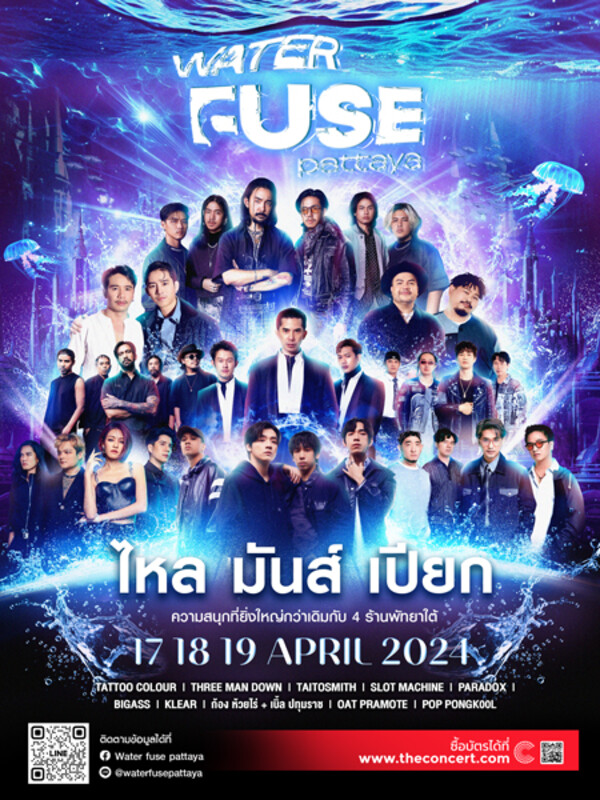 WATER
FUSE
pattaya
ไหล มันส์ เปียก
ความสนุกที่ยิ่งใหญ่กว่าเดิมกับ 4 ร้านพัทยาใต้
17 18 19 APRIL 2024
TATTOO COLOUR | THREE MAN DOWN | TAITOSMITH | SLOT MACHINE | PARADOX |
BIGASS | KLEAR | ก้อง ห้วยไร่ + เบิ้ล ปทุมราช | OAT PRAMOTE | POP PONGKOOL
LINE
ติดตามข้อมูลได้ที่
Water fuse pattaya
@waterfusepattaya
ซื้อบัตรได้ที่
www.theconcert.com